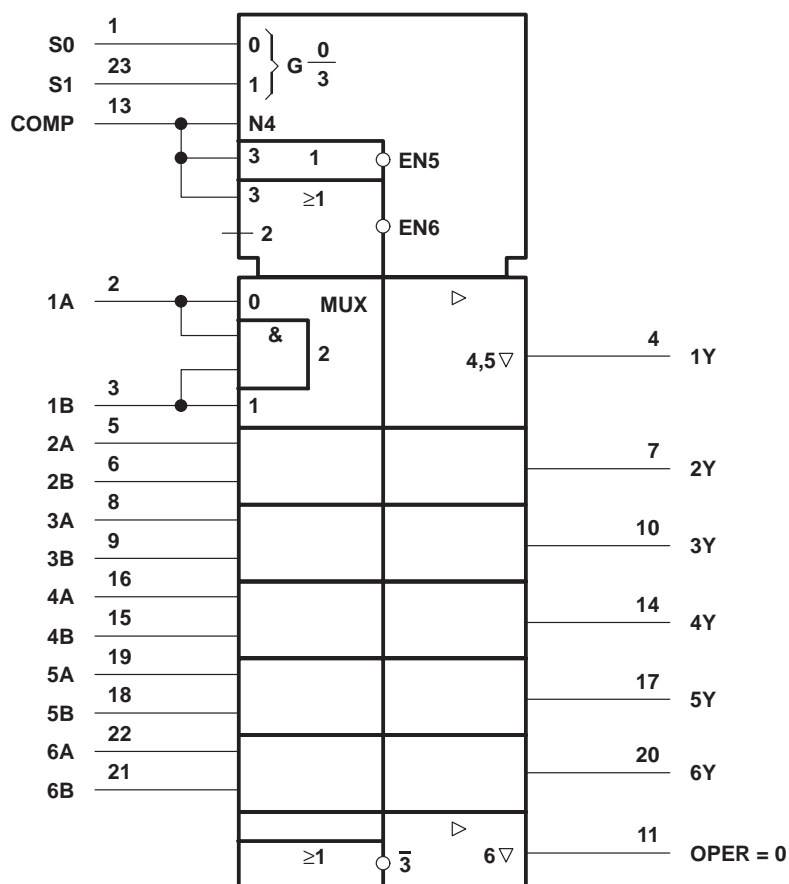 1
S0
0
0
G
3
23
S1
1
13
COMP
N4
3
1
EN5
3
≥1
2
EN6
2
1A
0
MUX
▷
&
2
4,5 ▽
4
1Y
3
1B
1
5
2A
6
2B
7
2Y
8
3A
9
3B
10
3Y
16
4A
15
4B
14
4Y
19
5A
18
5B
17
5Y
22
6A
21
6B
20
6Y
▷
≥1
3̅
6 ▽
11
OPER = 0